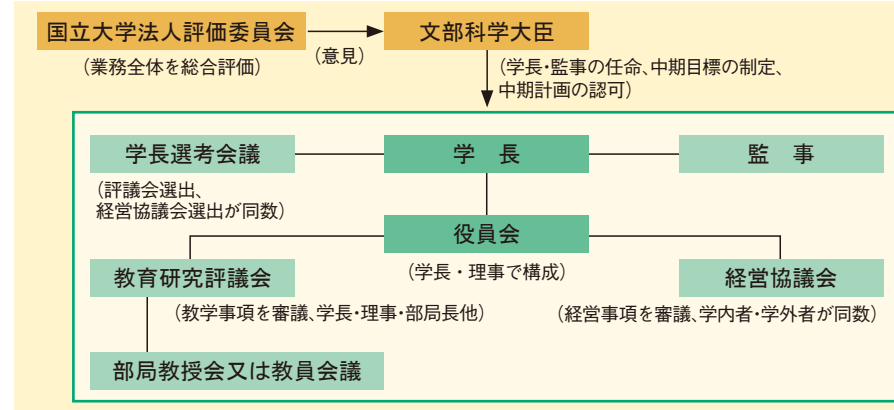 国立大学法人評価委員会
(意見)
文部科学大臣
(業務全体を総合評価)
(学長・監事の任命、中期目標の制定、
中期計画の認可)
学長選考会議
学　長
監　事
(評議会選出、
経営協議会選出が同数)
役員会
(学長・理事で構成)
教育研究評議会
経営協議会
(教学事項を審議、学長・理事・部局長他)
(経営事項を審議、学内者・学外者が同数)
部局教授会又は教員会議